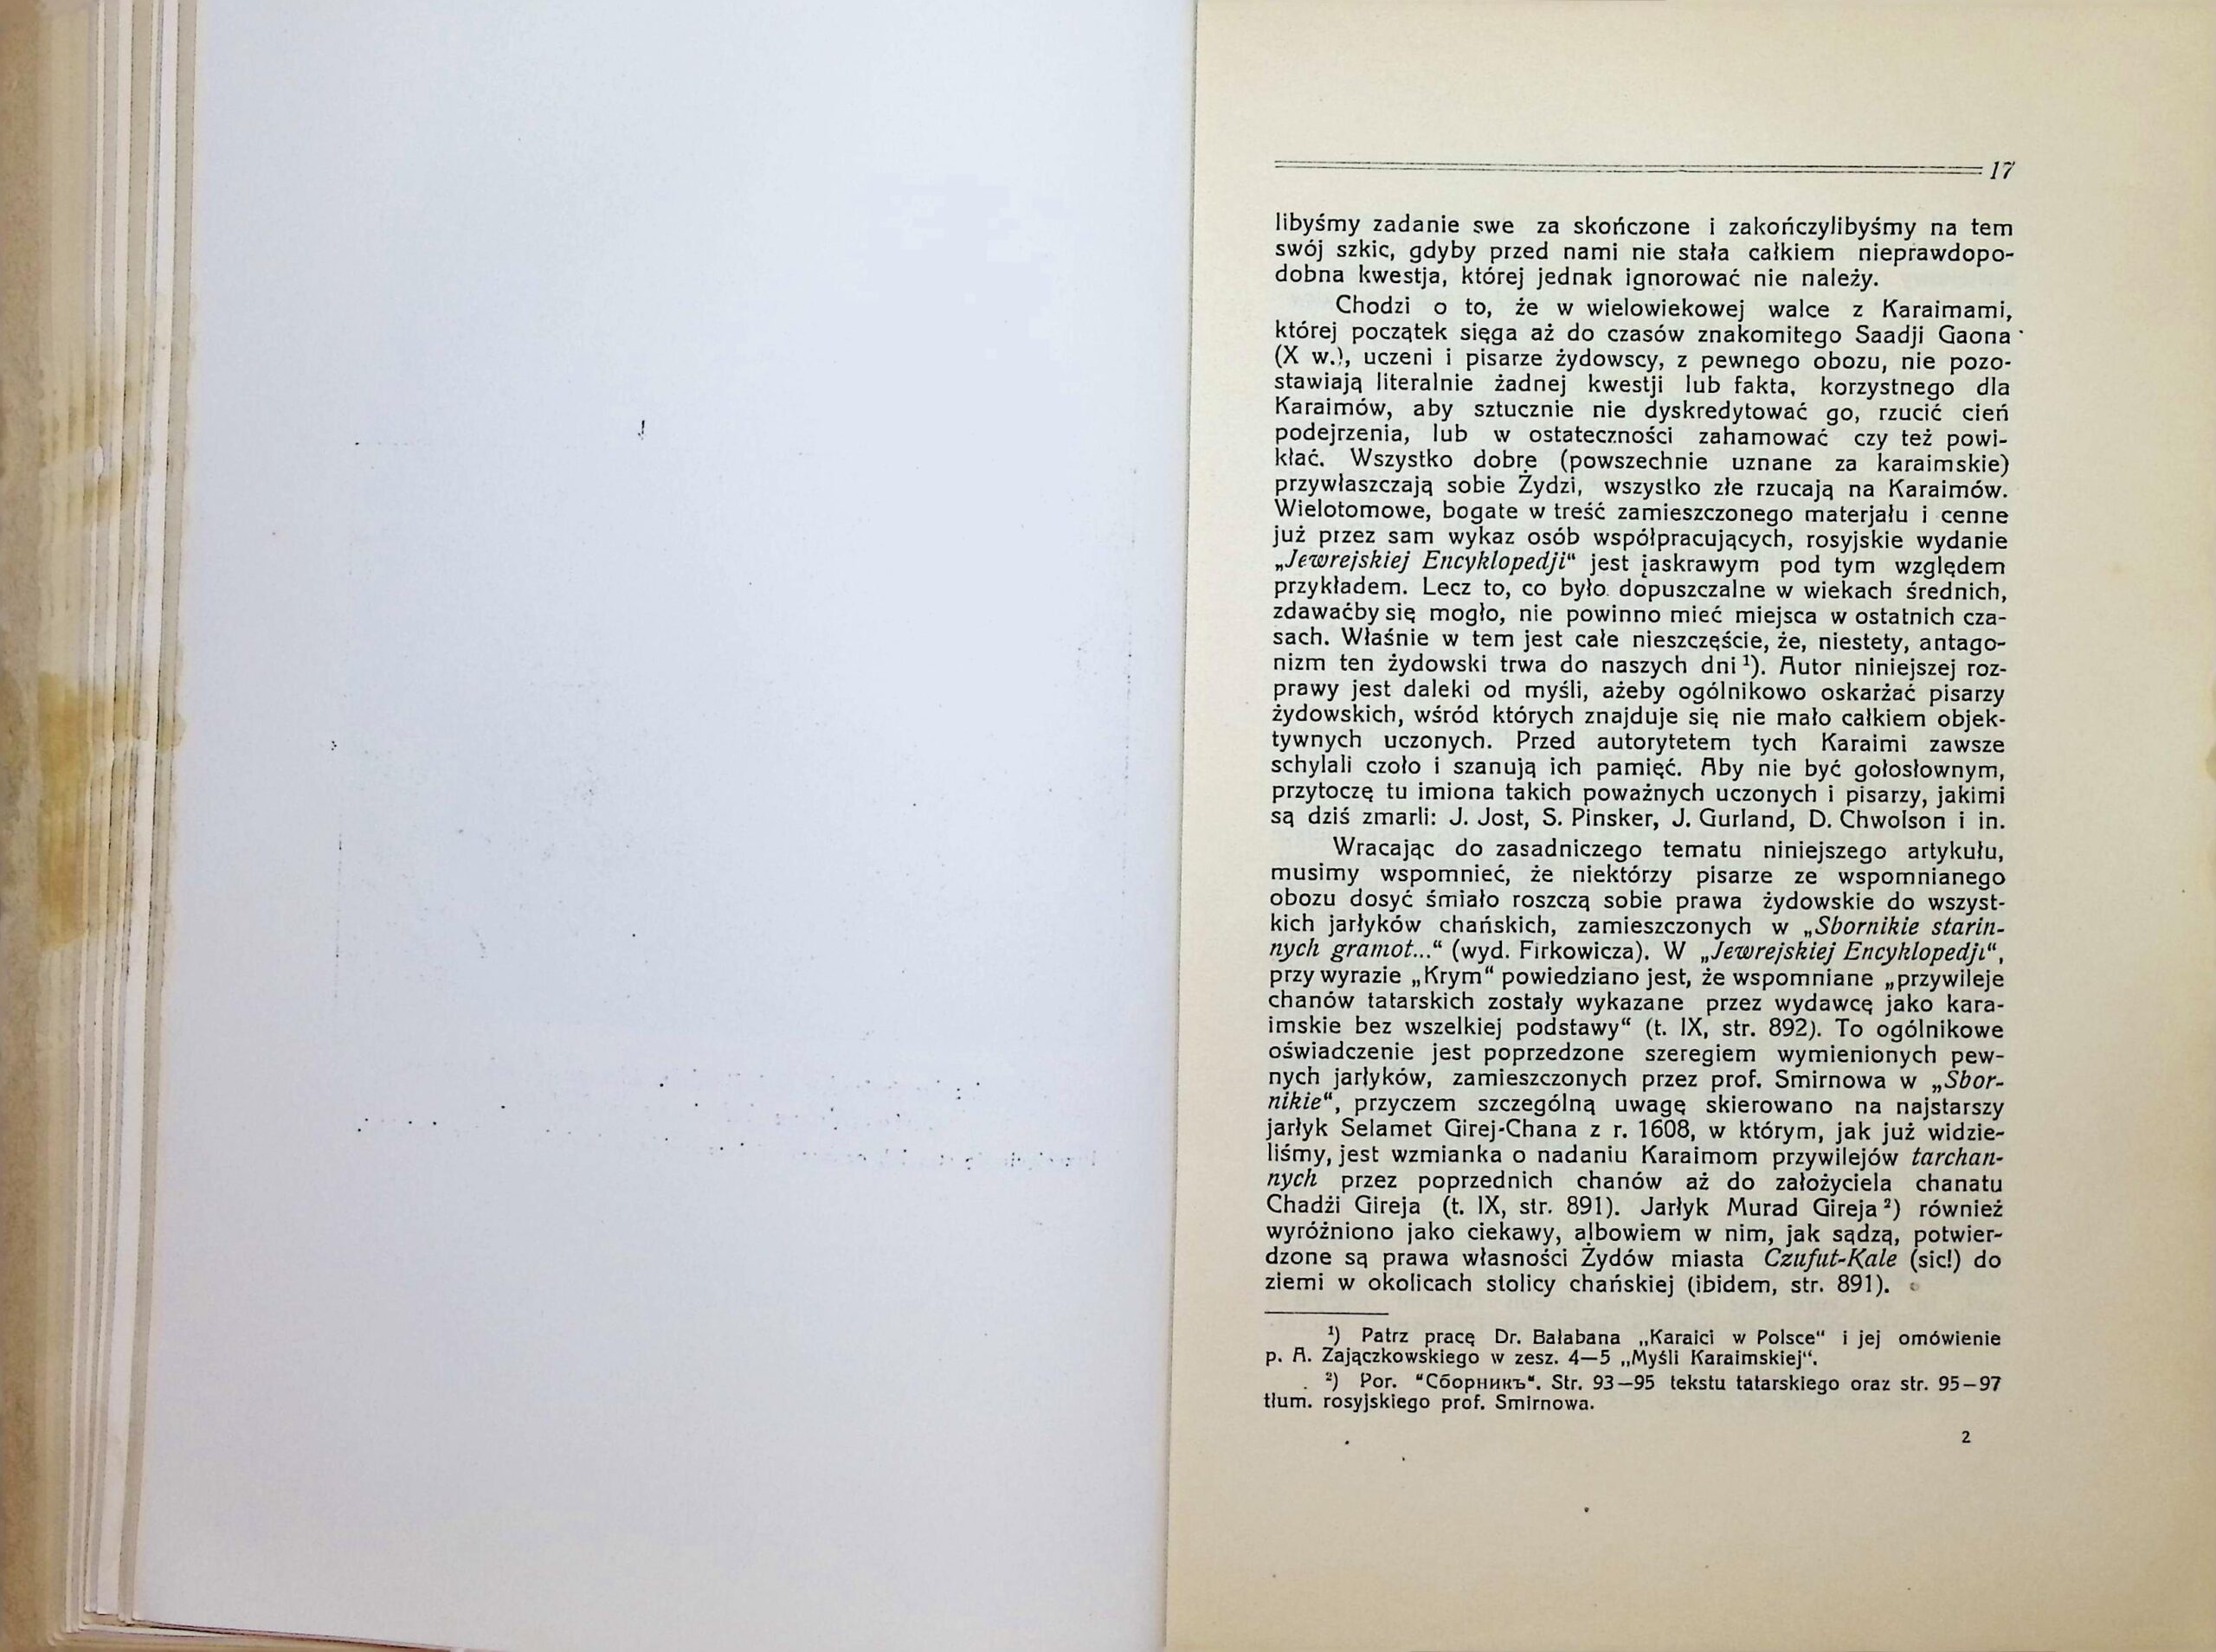 17
libyśmy zadanie swe za skończone i zakończylibyśmy na tem
swój szkic, gdyby przed nami nie stała całkiem nieprawdopo-
dobna kwestja, której jednak ignorować nie należy.
Chodzi o to, że w wielowiekowej walce z Karaimami,
której początek sięga aż do czasów znakomitego Saadji Gaona
(X w.), uczeni i pisarze żydowscy, z pewnego obozu, nie pozo-
stawiają literalnie żadnej kwestji lub fakta, korzystnego dla
Karaimów, aby sztucznie nie dyskredytować go, rzucić cień
podejrzenia, lub w ostateczności zahamować czy też powi-
kłać. Wszystko dobre (powszechnie uznane za karaimskie)
przywłaszczają sobie Żydzi, wszystko złe rzucają na Karaimów.
Wielotomowe, bogate w treść zamieszczonego materjału i cenne
już przez sam wykaz osób współpracujących, rosyjskie wydanie
„Jewrejskiej Encyklopedji“ jest jaskrawym pod tym względem
przykładem. Lecz to, co było dopuszczalne w wiekach średnich,
zdawaćby się mogło, nie powinno mieć miejsca w ostatnich cza-
sach. Właśnie w tem jest całe nieszczęście, że, niestety, antago-
nizm ten żydowski trwa do naszych dni ¹). Autor niniejszej roz-
prawy jest daleki od myśli, ażeby ogólnikowo oskarżać pisarzy
żydowskich, wśród których znajduje się nie mało całkiem objek-
tywnych uczonych. Przed autorytetem tych Karaimi zawsze
schylali czoło i szanują ich pamięć. Aby nie być gołosłownym,
przytoczę tu imiona takich poważnych uczonych i pisarzy, jakimi
są dziś zmarli: J. Jost, S. Pinsker, J. Gurland, D. Chwolson i in.
Wracając do zasadniczego tematu niniejszego artykułu,
musimy wspomnieć, że niektórzy pisarze ze wspomnianego
obozu dosyć śmiało roszczą sobie prawa żydowskie do wszyst-
kich jarłyków chańskich, zamieszczonych w „Sbornikie starin-
nych gramot...“ (wyd. Firkowicza). W „Jewrejskiej Encyklopedji“,
przy wyrazie „Krym“ powiedziano jest, że wspomniane „przywileje
chanów tatarskich zostały wykazane przez wydawcę jako kara-
imskie bez wszelkiej podstawy“ (t. IX, str. 892). To ogólnikowe
oświadczenie jest poprzedzone szeregiem wymienionych pew-
nych jarłyków, zamieszczonych przez prof. Smirnowa w „Sbor-
nikie“, przyczem szczególną uwagę skierowano na najstarszy
jarłyk Selamet Girej-Chana z r. 1608, w którym, jak już widzie-
liśmy, jest wzmianka o nadaniu Karaimom przywilejów tarchan-
nych przez poprzednich chanów aż do założyciela chanatu
Chadżi Gireja (t. IX, str. 891). Jarłyk Murad Gireja ²) również
wyróżniono jako ciekawy, albowiem w nim, jak sądzą, potwier-
dzone są prawa własności Żydów miasta Czufut-Kale (sic!) do
ziemi w okolicach stolicy chańskiej (ibidem, str. 891).
¹) Patrz pracę Dr. Bałabana „Karaici w Polsce“ i jej omówienie
p. A. Zajączkowskiego w zesz. 4—5 „Myśli Karaimskiej“.
²) Por. “Сборникъ“. Str. 93—95 tekstu tatarskiego oraz str. 95—97
tłum. rosyjskiego prof. Smirnowa.
2